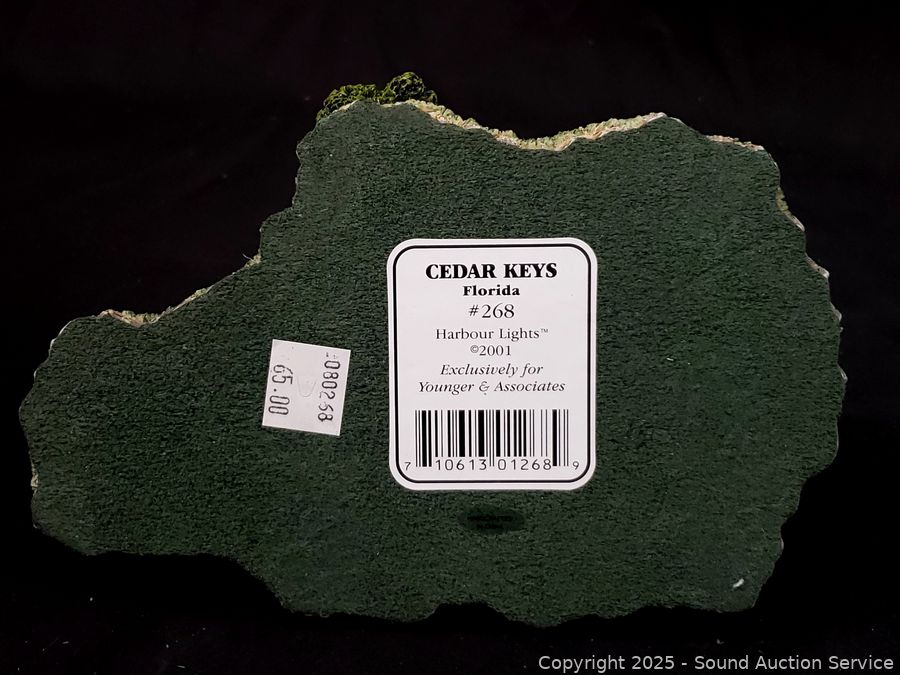 CEDAR KEYS
Florida
#268
Harbour Lights™
©2001
Exclusively for
Younger & Associates
7 10613 01268 9
65.00
Copyright © 2025 - Sound Auction Service